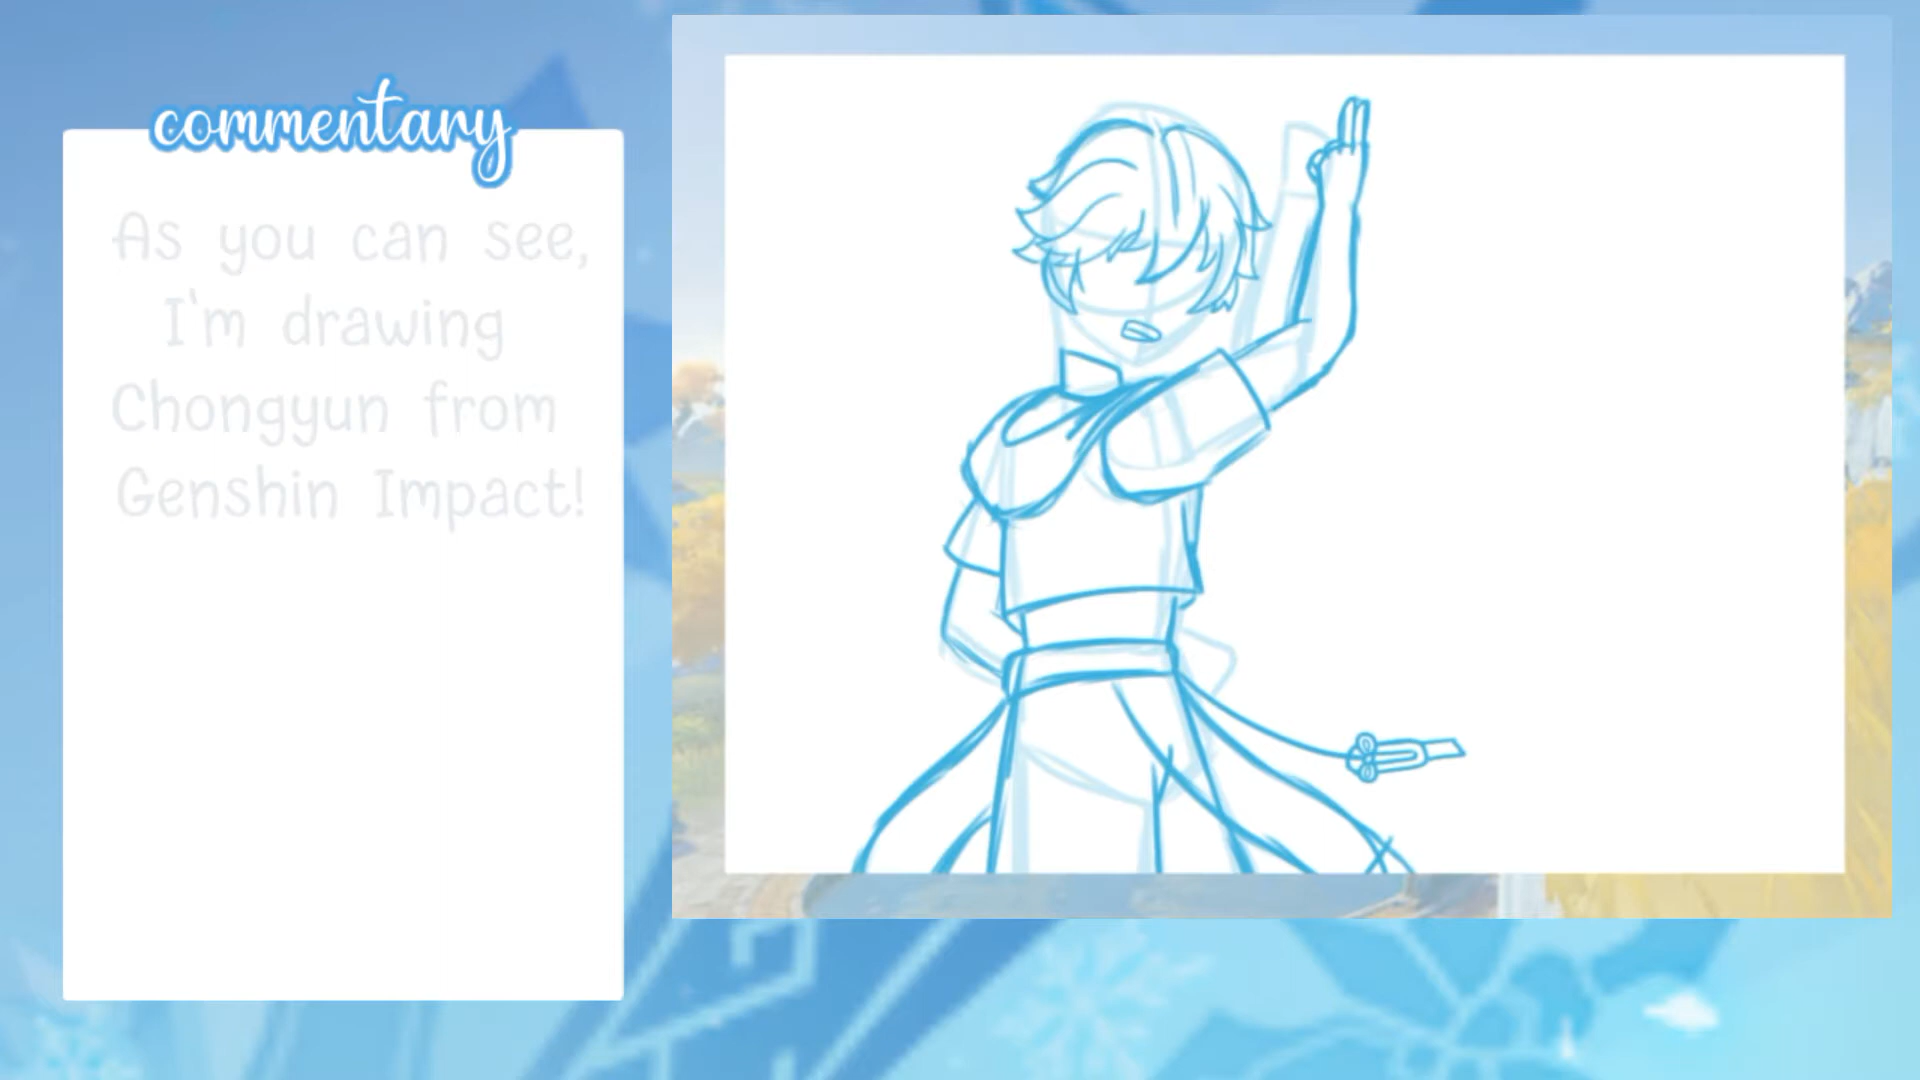 commentary
As you can see,
I'm drawing
Chongyun from
Genshin Impact!